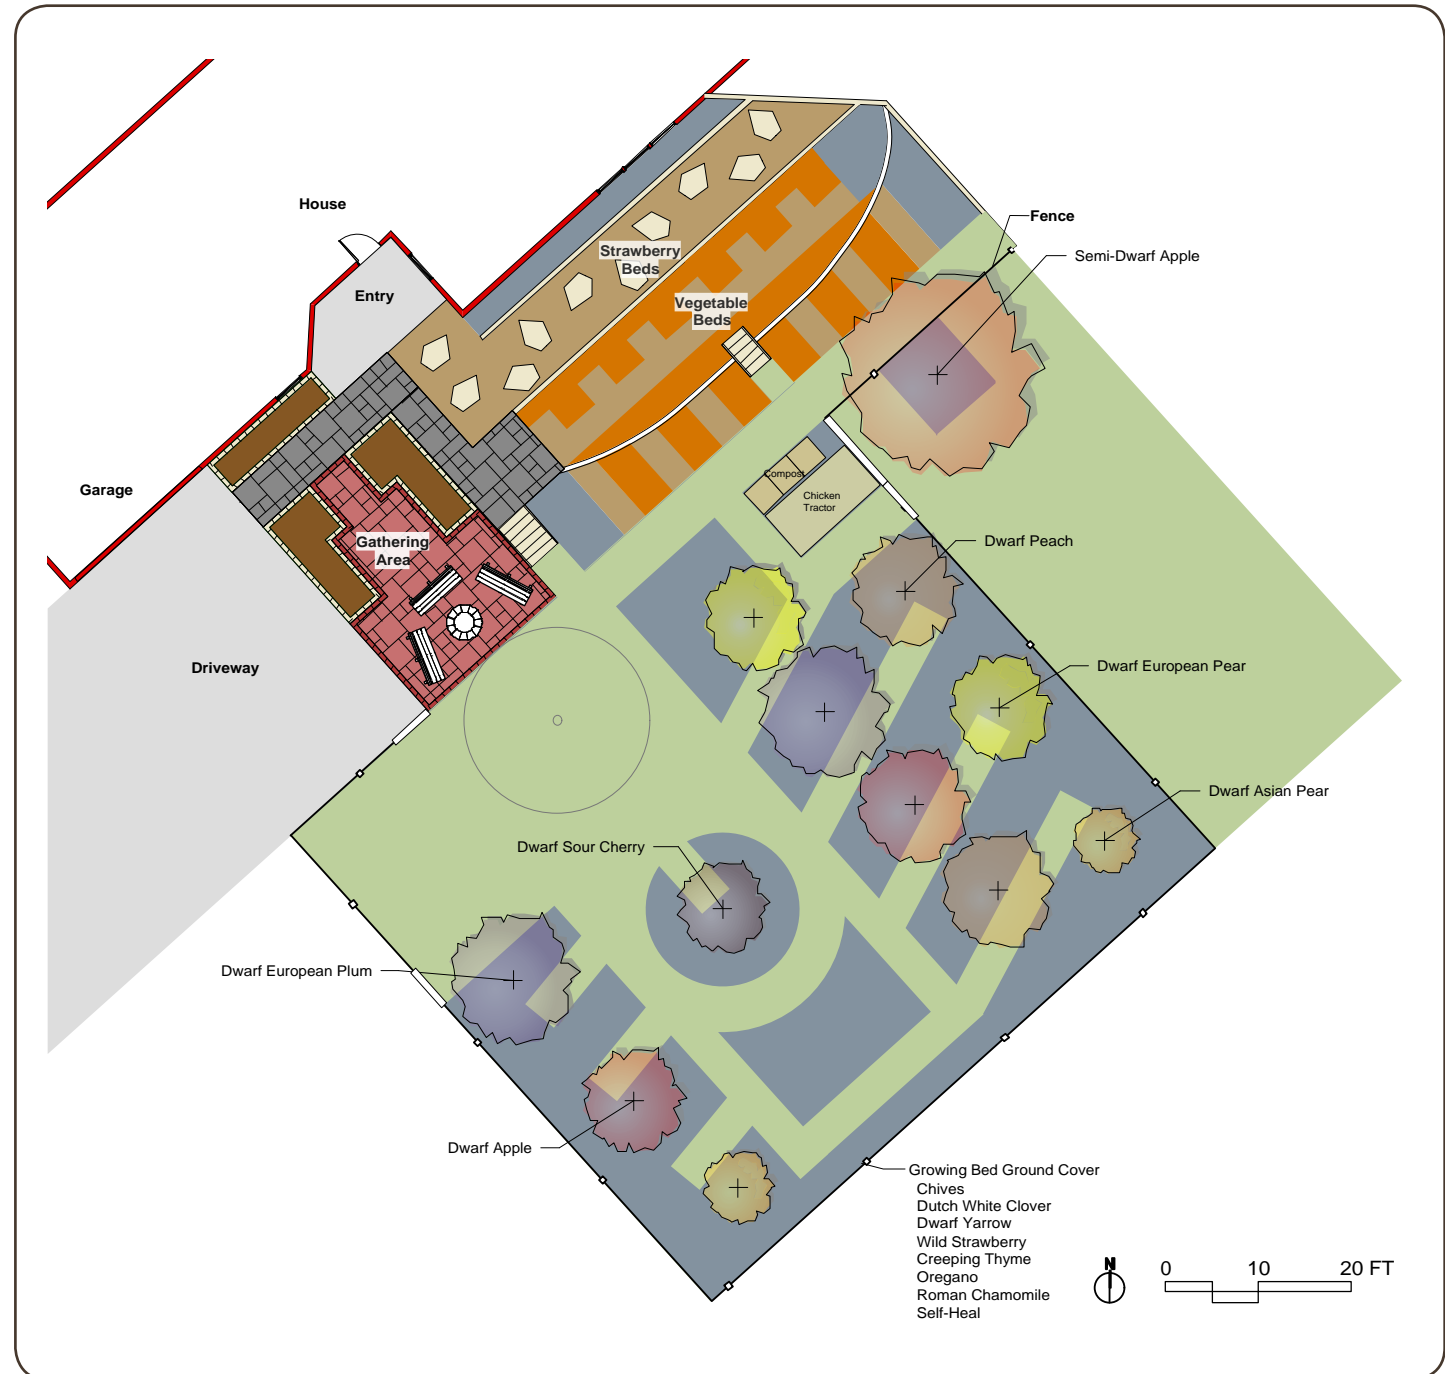 House
Fence
Semi-Dwarf Apple
Strawberry
Beds
Entry
Vegetable
Beds
Compost
Garage
Chicken
Tractor
Gathering
Area
Dwarf Peach
Driveway
Dwarf European Pear
Dwarf Asian Pear
Dwarf Sour Cherry
Dwarf European Plum
Dwarf Apple
Growing Bed Ground Cover
Chives
Dutch White Clover
Dwarf Yarrow
Wild Strawberry
Creeping Thyme
Oregano
Roman Chamomile
Self-Heal
N
0 10 20 FT